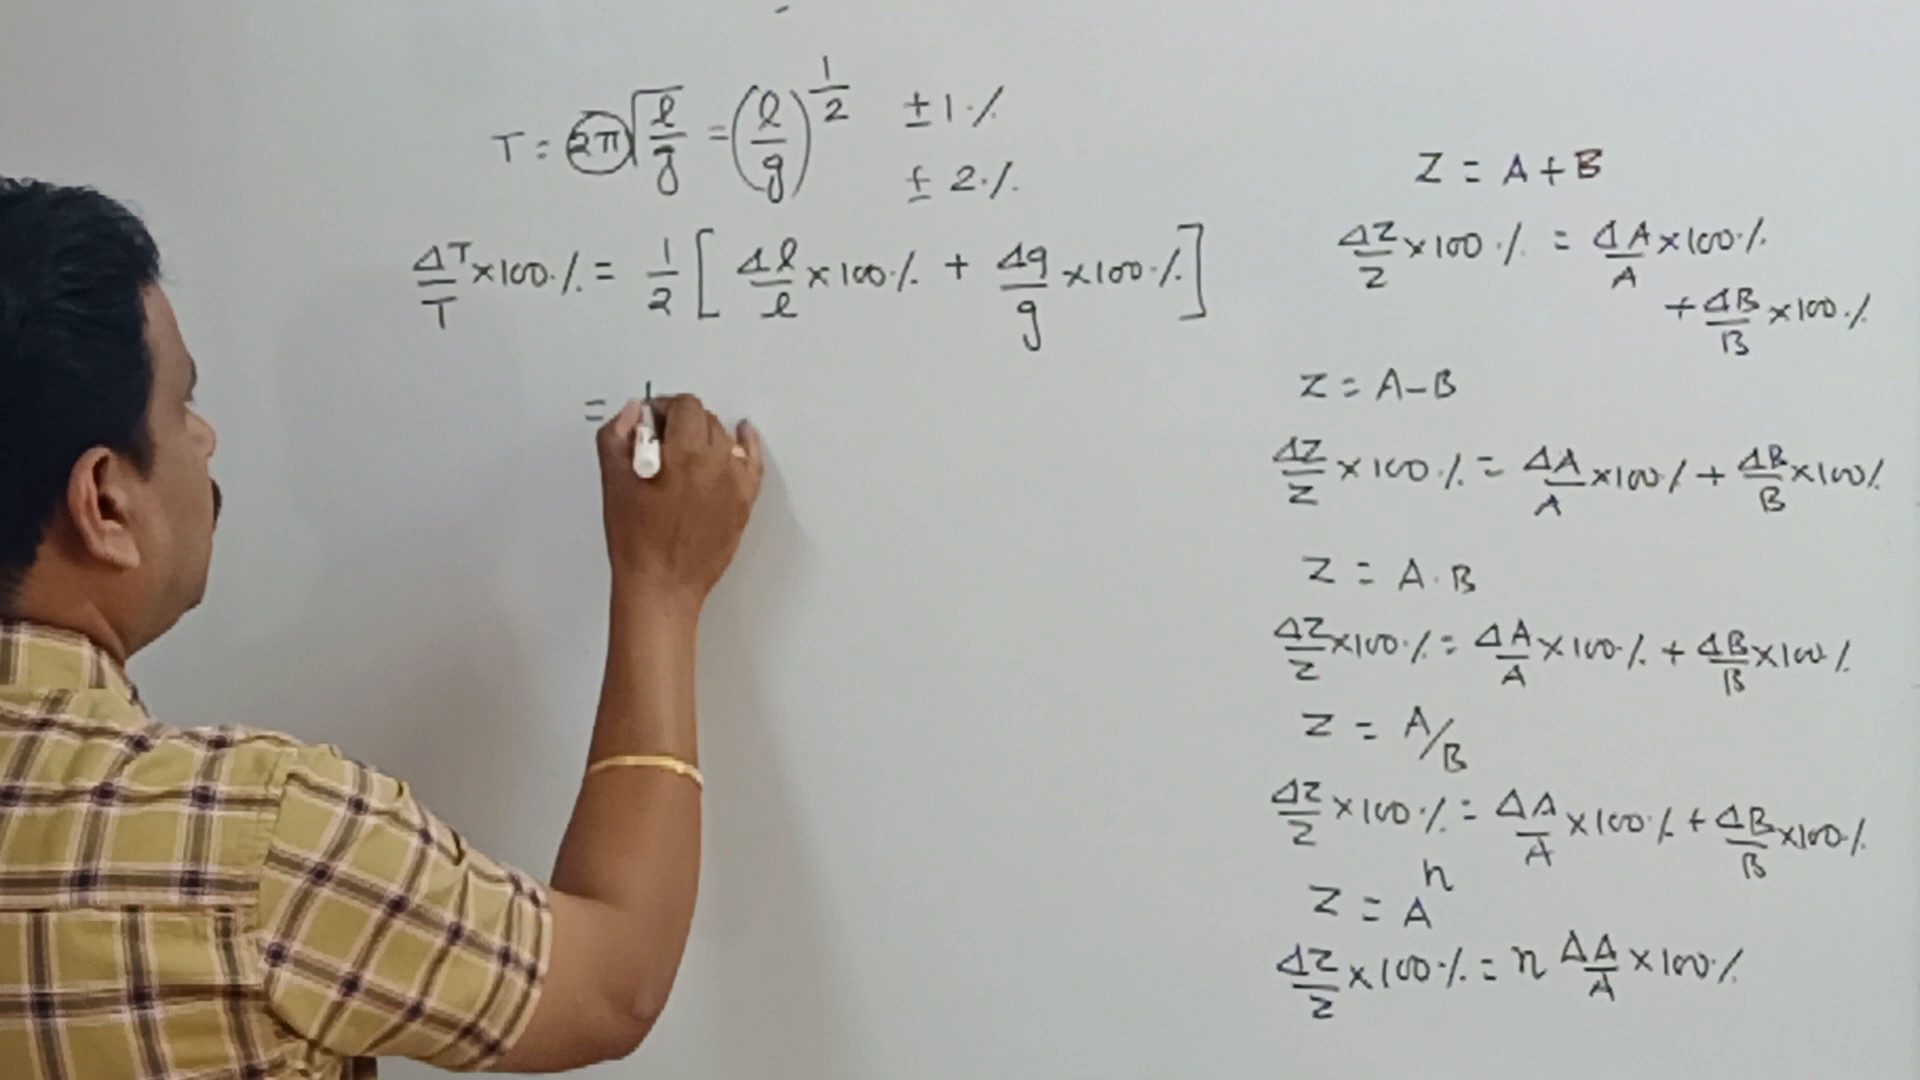 T = 2π√(l/g) = (l/g)^(1/2) ±1%
±2%
ΔT/T ×100% = 1/2 [Δl/l ×100% + Δg/g ×100%]
=
Z = A+B
ΔZ/Z ×100% = ΔA/A ×100%
+ ΔB/B ×100%
Z = A-B
ΔZ/Z ×100% = ΔA/A ×100% + ΔB/B ×100%
Z = A.B
ΔZ/Z ×100% = ΔA/A ×100% + ΔB/B ×100%
Z = A/B
ΔZ/Z ×100% = ΔA/A ×100% + ΔB/B ×100%
Z = A^n
ΔZ/Z ×100% = n ΔA/A ×100%